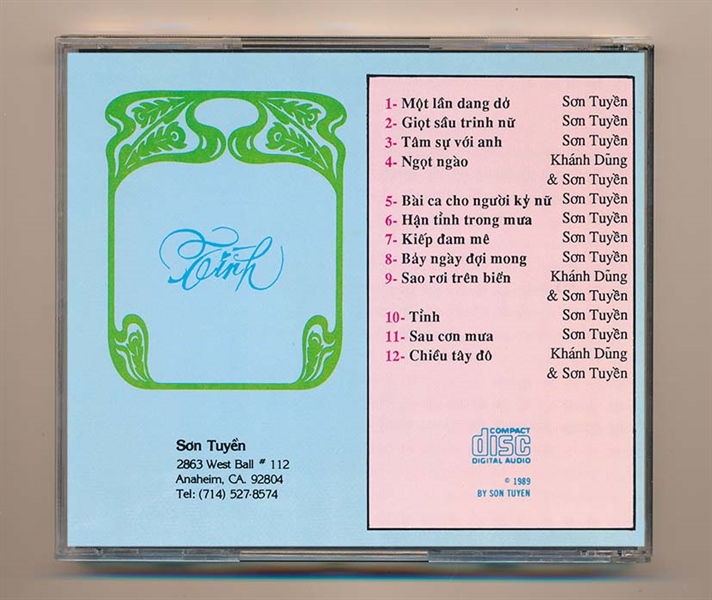 Tình
Sơn Tuyền
2863 West Ball # 112
Anaheim, CA. 92804
Tel: (714) 527-8574
1- Một lần dang dở Sơn Tuyền
2- Giọt sầu trinh nữ Sơn Tuyền
3- Tâm sự với anh Sơn Tuyền
4- Ngọt ngào Khánh Dũng
& Sơn Tuyền
5- Bài ca cho người kỷ nữ Sơn Tuyền
6- Hận tình trong mưa Sơn Tuyền
7- Kiếp đam mê Sơn Tuyền
8- Bảy ngày đợi mong Sơn Tuyền
9- Sao rơi trên biển Khánh Dũng
& Sơn Tuyền
10- Tình Sơn Tuyền
11- Sau cơn mưa Sơn Tuyền
12- Chiều tây đô Khánh Dũng
& Sơn Tuyền
COMPACT
disc
DIGITAL AUDIO
© 1989
BY SON TUYEN